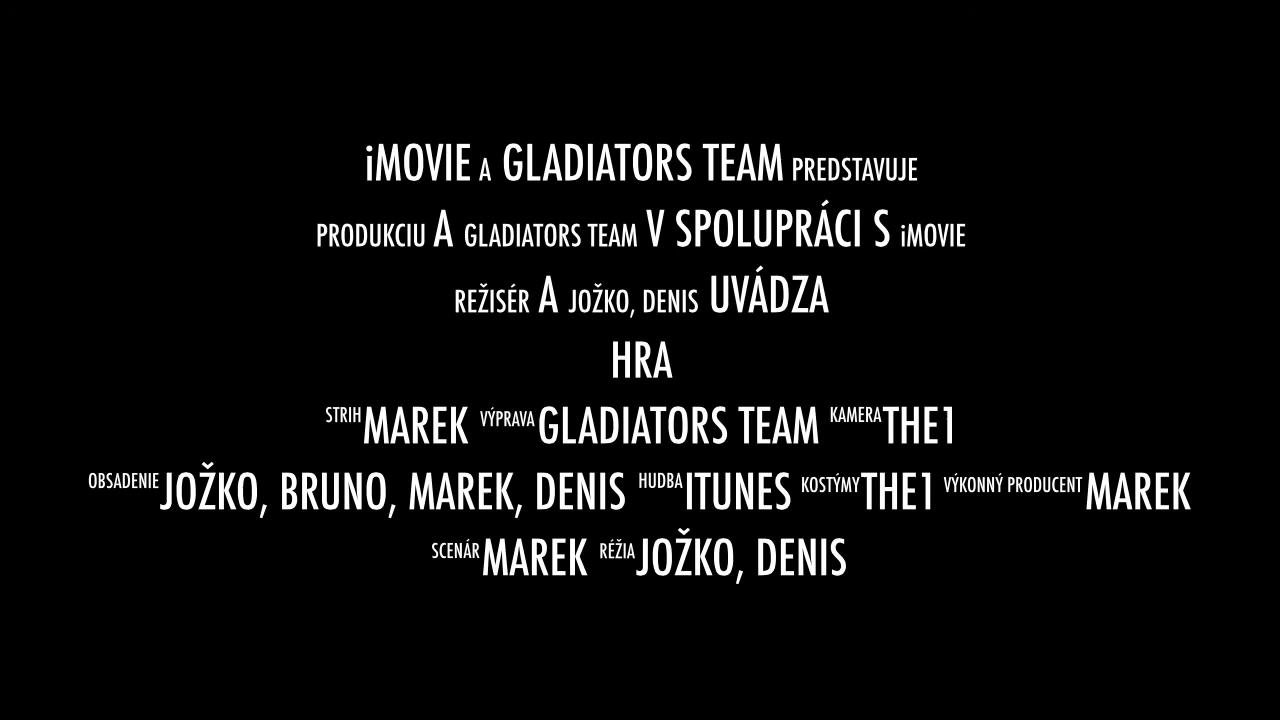 iMOVIE A GLADIATORS TEAM PREDSTAVUJE
PRODUKCIU A GLADIATORS TEAM V SPOLUPRÁCI S iMOVIE
REŽISÉR A JOŽKO, DENIS UVÁDZA
HRA
STRIH MAREK VÝPRAVA GLADIATORS TEAM KAMERA THE1
OBSADENIE JOŽKO, BRUNO, MAREK, DENIS HUDBA ITUNES KOSTÝMY THE1 VÝKONNÝ PRODUCENT MAREK
SCENÁR MAREK RÉŽIA JOŽKO, DENIS